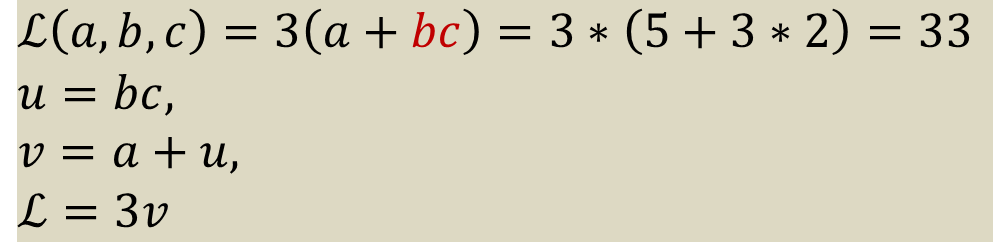 ℒ(a, b, c) = 3(a + bc) = 3 ∗ (5 + 3 ∗ 2) = 33
u = bc,
v = a + u,
ℒ = 3v